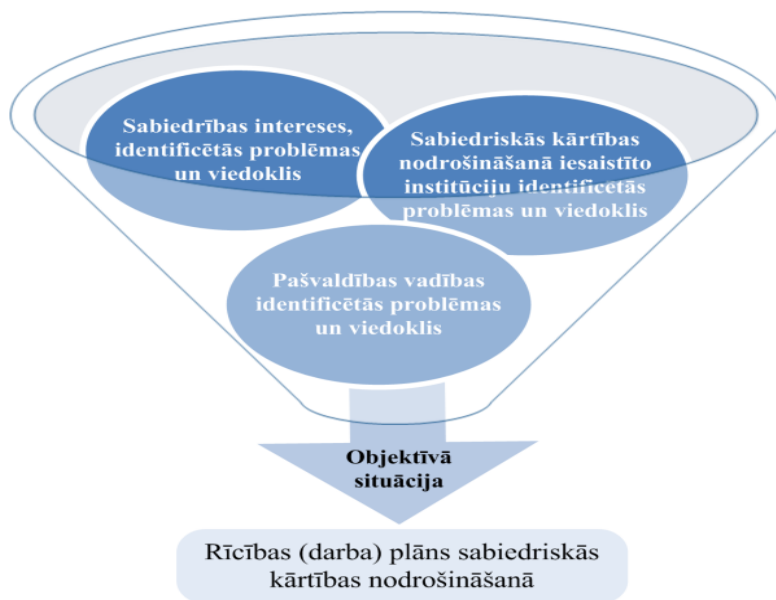 Sabiedrības intereses,
identificētās problēmas
un viedoklis
Sabiedriskās kārtības
nodrošināšanā iesaistīto
institūciju identificetās
problēmas un viedoklis
Pašvaldības vadības
identificētās problēmas
un viedoklis
Objektīvā
situācija
Rīcības (darba) plāns sabiedriskās
kārtības nodrošināšanā